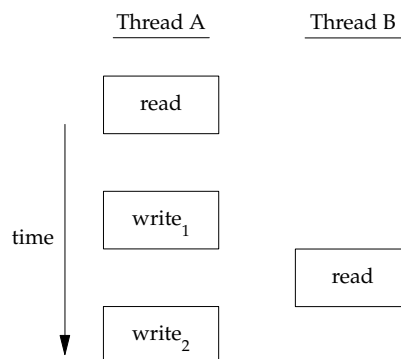 Thread A Thread B
read
write₁
time
read
write₂